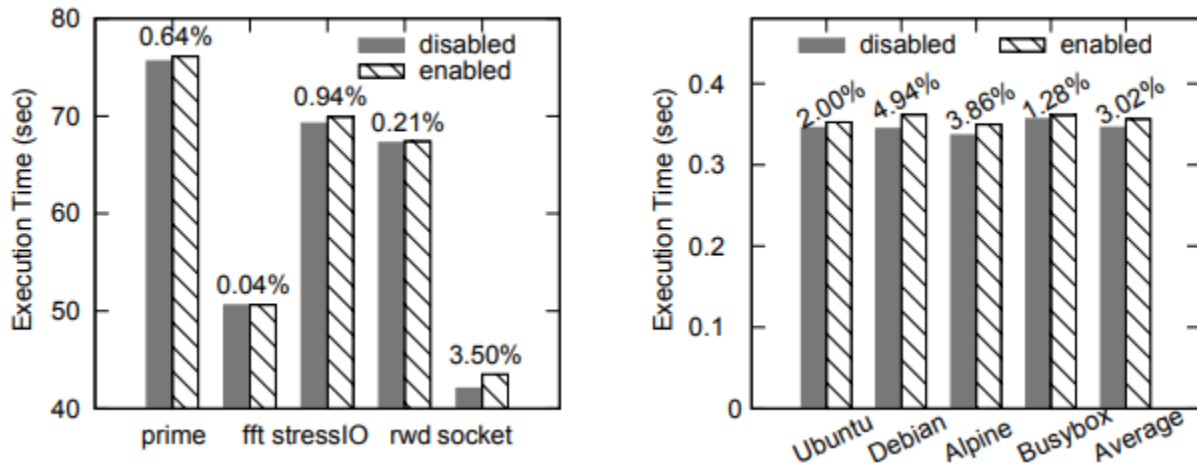 Execution Time (sec)
80
70
60
50
40
disabled
enabled
0.64%
0.04%
0.94%
0.21%
3.50%
prime fft stressIO rwd socket
Execution Time (sec)
0.4
0.3
0.2
0.1
0
disabled enabled
2.00% 4.94% 3.86% 1.28% 3.02%
Ubuntu Debian Alpine Busybox Average